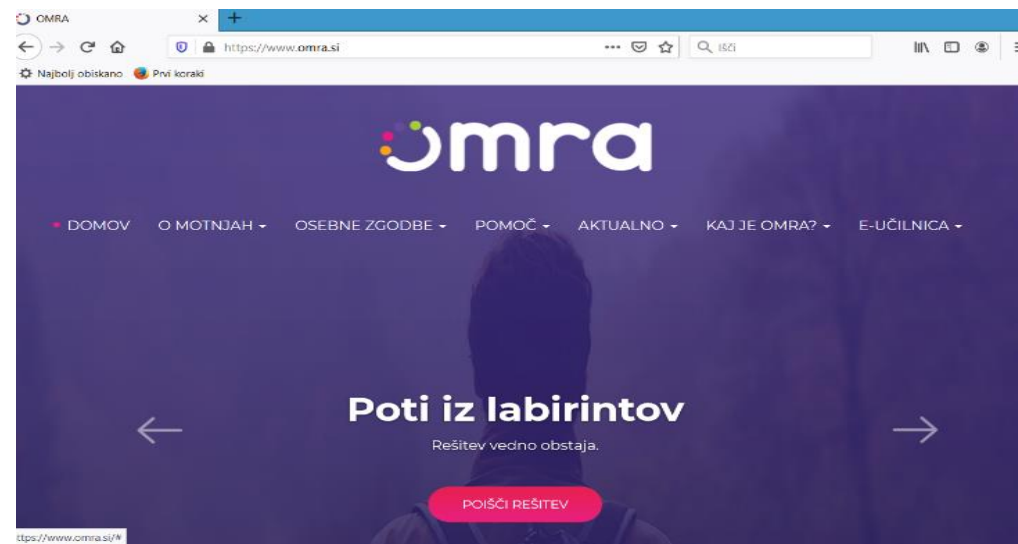 OMRA
https://www.omra.si
Išči
Najbolj obiskano Prvi koraki
omra
DOMOV O MOTNJAH OSEBNE ZGODBE POMOČ AKTUALNO KAJ JE OMRA? E-UČILNICA
Poti iz labirintov
Rešitev vedno obstaja.
POIŠČI REŠITEV
ttps://www.omra.si/#